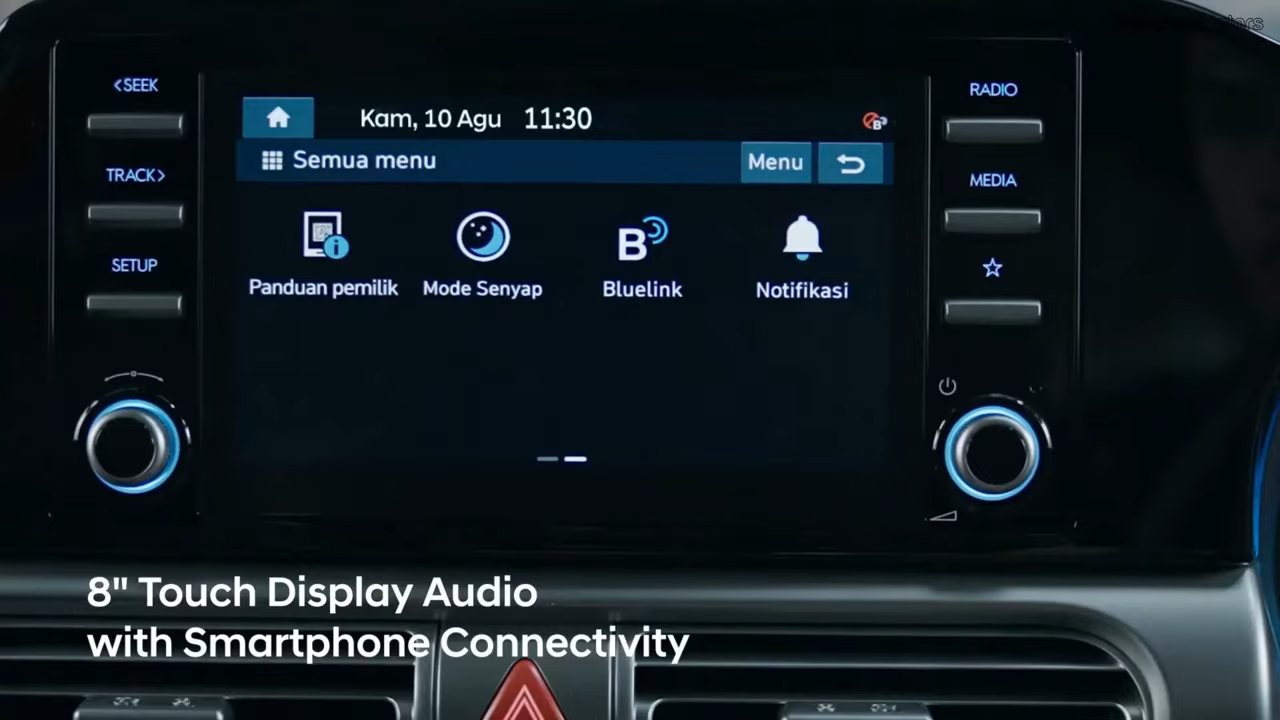 <SEEK
TRACK>
SETUP
Kam, 10 Agu 11:30
Semua menu
Menu
Panduan pemilik
Mode Senyap
Bluelink
Notifikasi
RADIO
MEDIA
8" Touch Display Audio
with Smartphone Connectivity